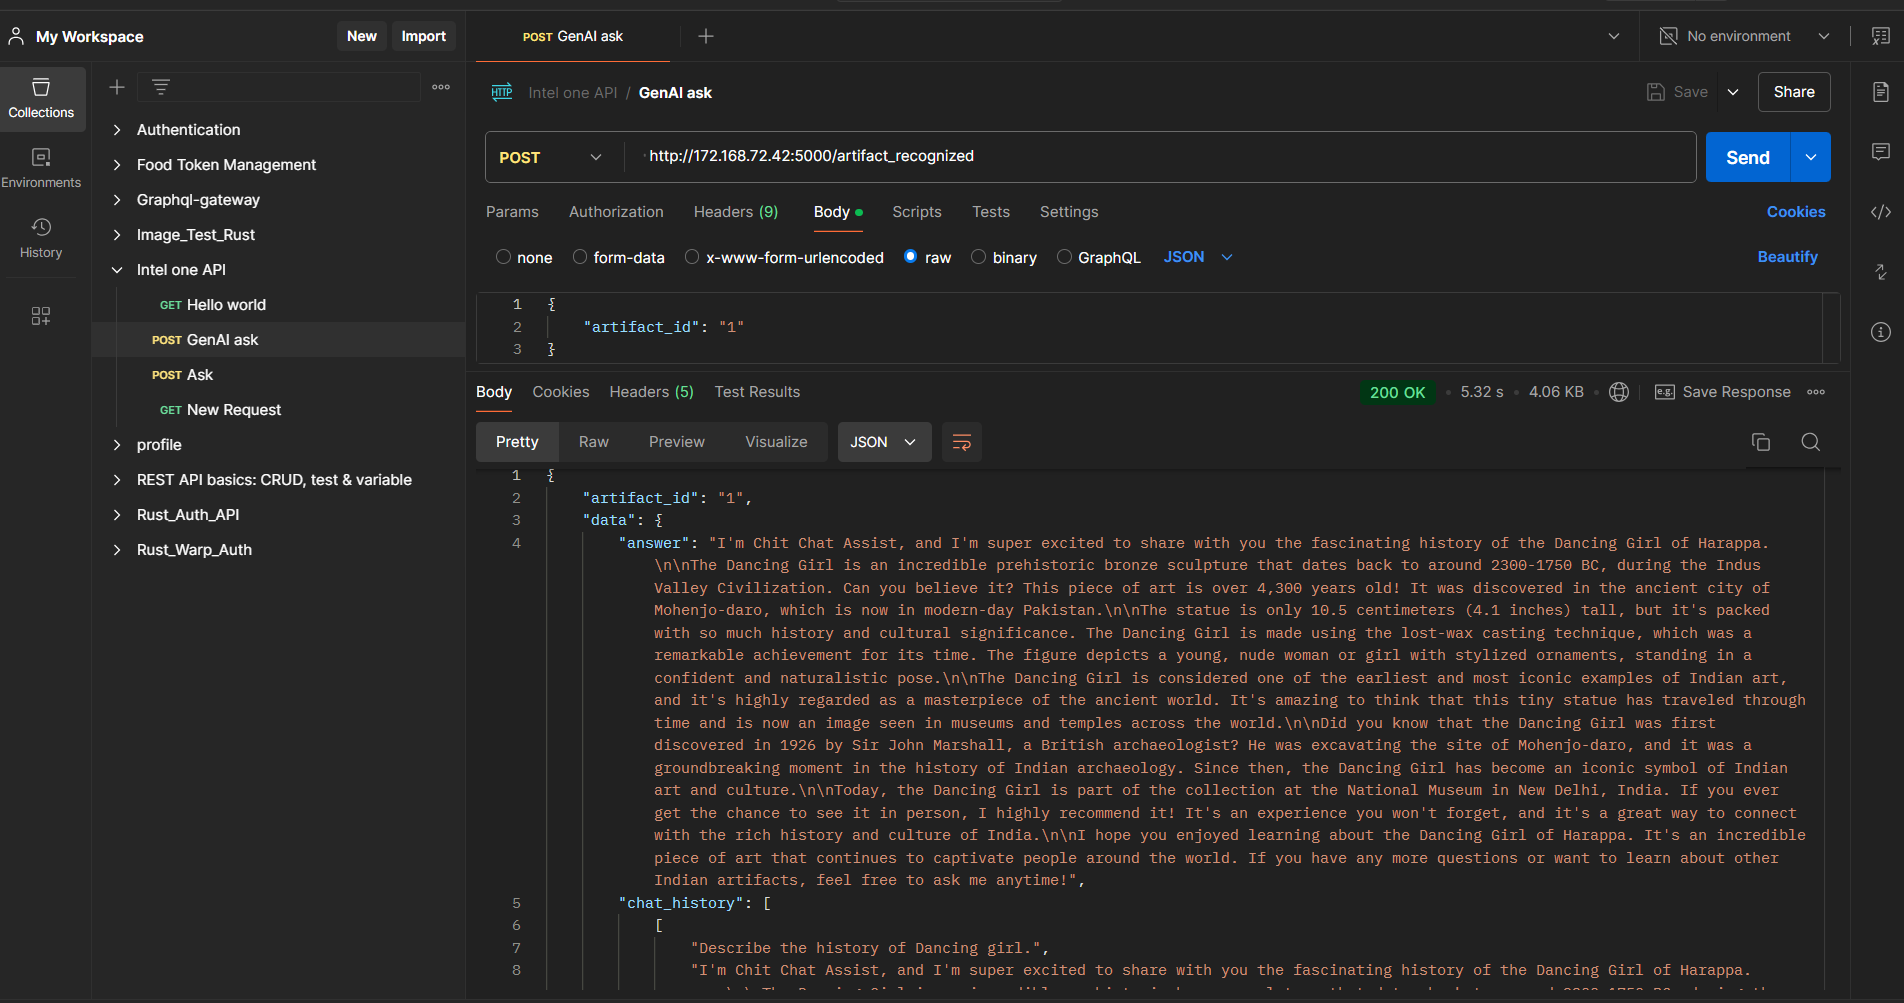 My Workspace
New
Import
POST GenAI ask
No environment
Collections
Environments
History
Authentication
Food Token Management
Graphql-gateway
Image_Test_Rust
Intel one API
GET Hello world
POST GenAI ask
POST Ask
GET New Request
profile
REST API basics: CRUD, test & variable
Rust_Auth_API
Rust_Warp_Auth
HTTP Intel one API / GenAI ask
Save
Share
POST http://172.168.72.42:5000/artifact_recognized
Send
Params Authorization Headers (9) Body Scripts Tests Settings
Cookies
none form-data x-www-form-urlencoded raw binary GraphQL JSON
Beautify
1 {
2 "artifact_id": "1"
3 }
Body Cookies Headers (5) Test Results
200 OK • 5.32 s • 4.06 KB •
e.g. Save Response
Pretty Raw Preview Visualize JSON
1 {
2 "artifact_id": "1",
3 "data": {
4 "answer": "I'm Chit Chat Assist, and I'm super excited to share with you the fascinating history of the Dancing Girl of Harappa.
\n\nThe Dancing Girl is an incredible prehistoric bronze sculpture that dates back to around 2300-1750 BC, during the Indus
Valley Civilization. Can you believe it? This piece of art is over 4,300 years old! It was discovered in the ancient city of
Mohenjo-daro, which is now in modern-day Pakistan.\n\nThe statue is only 10.5 centimeters (4.1 inches) tall, but it's packed
with so much history and cultural significance. The Dancing Girl is made using the lost-wax casting technique, which was a
remarkable achievement for its time. The figure depicts a young, nude woman or girl with stylized ornaments, standing in a
confident and naturalistic pose.\n\nThe Dancing Girl is considered one of the earliest and most iconic examples of Indian art,
and it's highly regarded as a masterpiece of the ancient world. It's amazing to think that this tiny statue has traveled through
time and is now an image seen in museums and temples across the world.\n\nDid you know that the Dancing Girl was first
discovered in 1926 by Sir John Marshall, a British archaeologist? He was excavating the site of Mohenjo-daro, and it was a
groundbreaking moment in the history of Indian archaeology. Since then, the Dancing Girl has become an iconic symbol of Indian
art and culture.\n\nToday, the Dancing Girl is part of the collection at the National Museum in New Delhi, India. If you ever
get the chance to see it in person, I highly recommend it! It's an experience you won't forget, and it's a great way to connect
with the rich history and culture of India.\n\nI hope you enjoyed learning about the Dancing Girl of Harappa. It's an incredible
piece of art that continues to captivate people around the world. If you have any more questions or want to learn about other
Indian artifacts, feel free to ask me anytime!",
5 "chat_history": [
6 [
7 "Describe the history of Dancing girl.",
8 "I'm Chit Chat Assist, and I'm super excited to share with you the fascinating history of the Dancing Girl of Harappa.